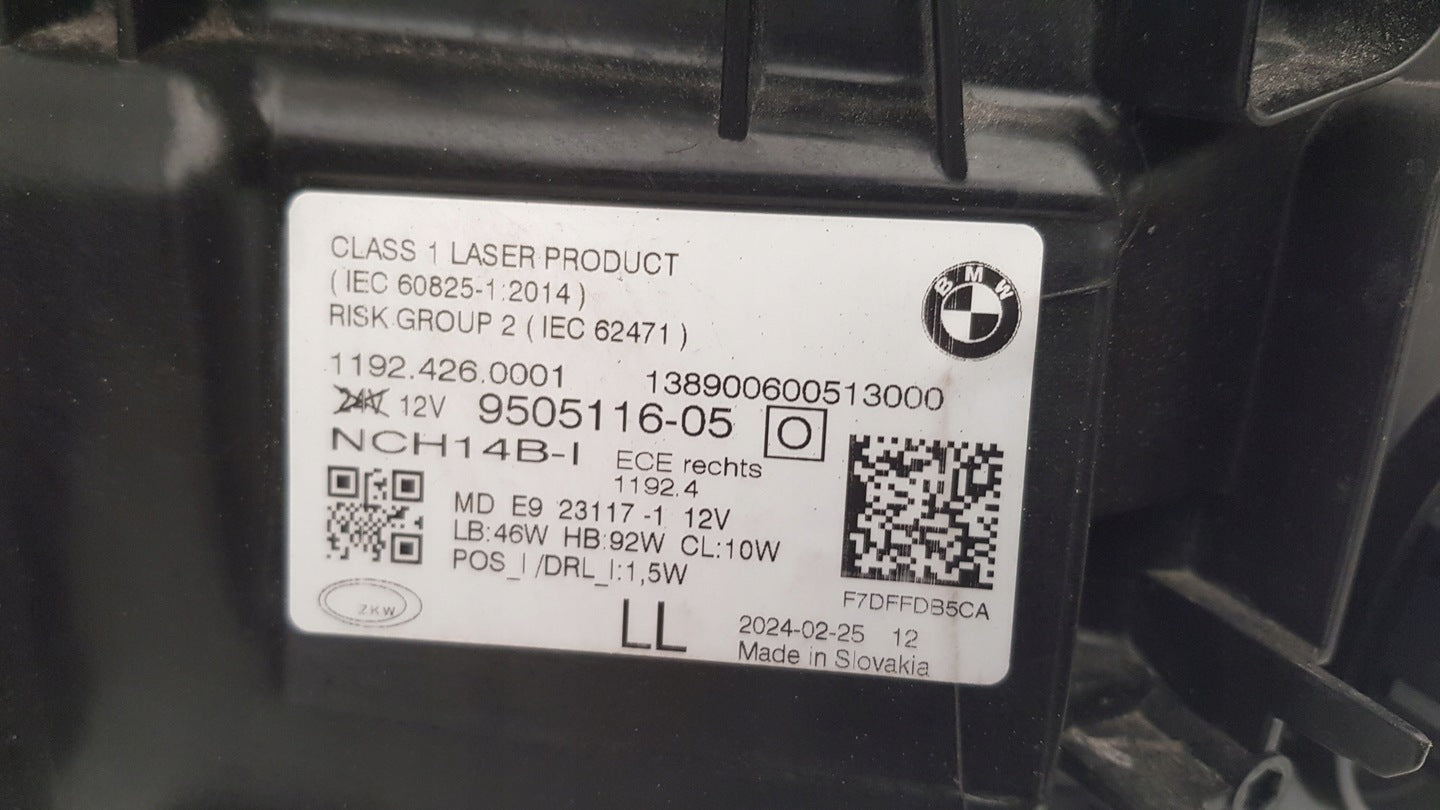 CLASS 1 LASER PRODUCT
( IEC 60825-1:2014 )
RISK GROUP 2 ( IEC 62471 )
BMW
1192.426.0001 138900600513000
24V 12V 9505116-05 O
NCH14B-I ECE rechts
1192.4
MD E9 23117 -1 12V
LB:46W HB:92W CL:10W
POS_I /DRL_I:1,5W
ZKW
LL
F7DFFDB5CA
2024-02-25 12
Made in Slovakia